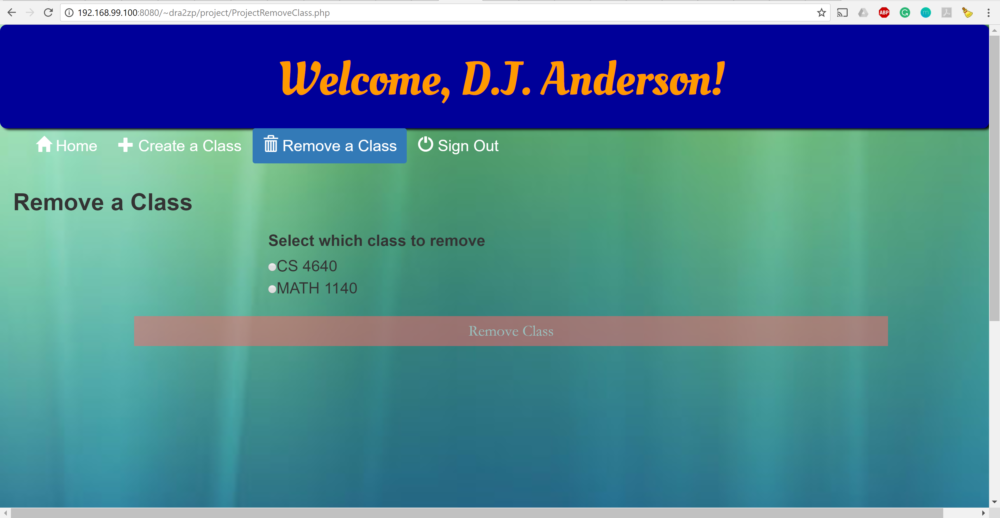 192.168.99.100:8080/~dra2zp/project/ProjectRemoveClass.php
ABP
G
m
Welcome, D.J. Anderson!
Home Create a Class Remove a Class Sign Out
Remove a Class
Select which class to remove
CS 4640
MATH 1140
Remove Class